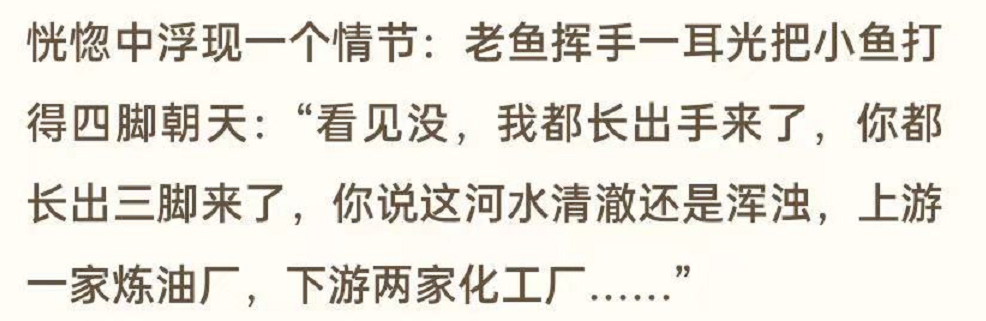 恍惚中浮现一个情节：老鱼挥手一耳光把小鱼打
得四脚朝天：“看见没，我都长出手来了，你都
长出三脚来了，你说这河水清澈还是浑浊，上游
一家炼油厂，下游两家化工厂……”